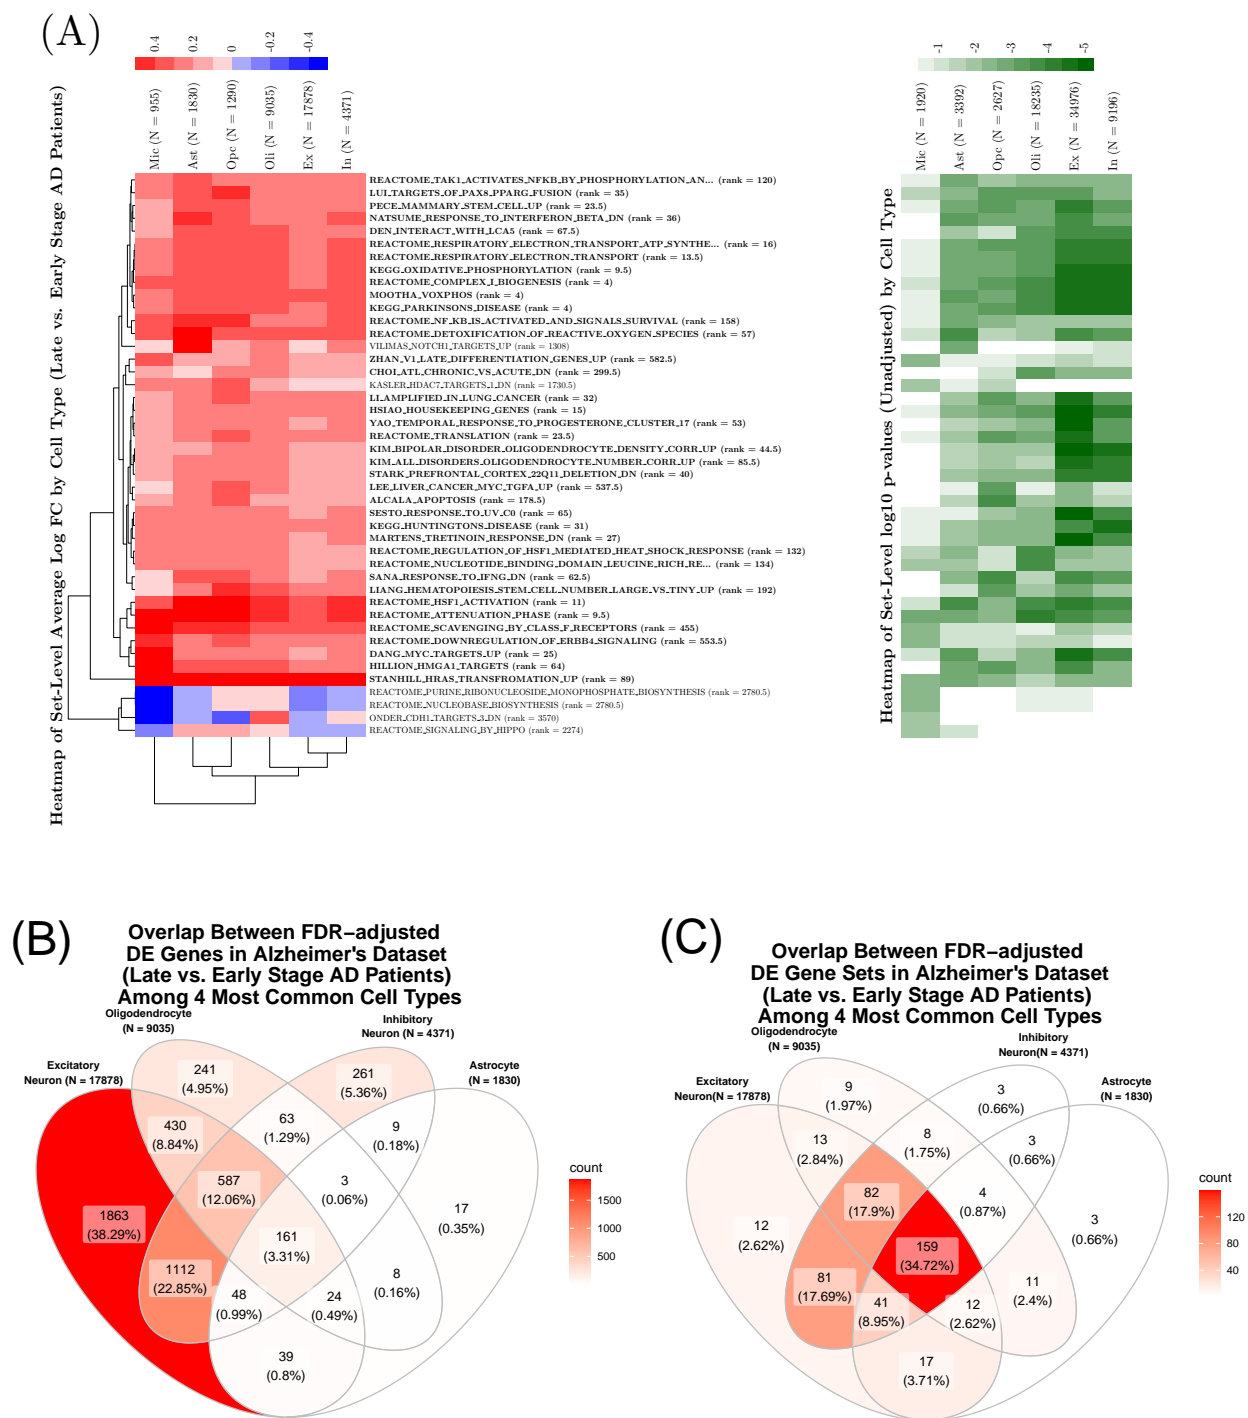 (A)
Heatmap of Set-Level Average Log FC by Cell Type (Late vs. Early Stage AD Patients)
0.4
0.2
0
-0.2
-0.4
Mic (N = 955)
Ast (N = 1830)
Opc (N = 1290)
Oli (N = 9035)
Ex (N = 17878)
In (N = 4371)
REACTOME_TAK1_ACTIVATES_NFKB_BY_PHOSPHORYLATION_AN... (rank = 120)
LUI_TARGETS_OF_PAX8_PPARG_FUSION (rank = 35)
PECE_MAMMARY_STEM_CELL_UP (rank = 23.5)
NATSUME_RESPONSE_TO_INTERFERON_BETA_DN (rank = 36)
DEN_INTERACT_WITH_LCA5 (rank = 67.5)
REACTOME_RESPIRATORY_ELECTRON_TRANSPORT_ATP_SYNTHE... (rank = 16)
REACTOME_RESPIRATORY_ELECTRON_TRANSPORT (rank = 13.5)
KEGG_OXIDATIVE_PHOSPHORYLATION (rank = 9.5)
REACTOME_COMPLEX_I_BIOGENESIS (rank = 4)
MOOTHA_VOXPHOS (rank = 4)
KEGG_PARKINSONS_DISEASE (rank = 4)
REACTOME_NF_KB_IS_ACTIVATED_AND_SIGNALS_SURVIVAL (rank = 158)
REACTOME_DETOXIFICATION_OF_REACTIVE_OXYGEN_SPECIES (rank = 57)
VILIMAS_NOTCH1_TARGETS_UP (rank = 1308)
ZHAN_V1_LATE_DIFFERENTIATION_GENES_UP (rank = 582.5)
CHOI_ATL_CHRONIC_VS_ACUTE_DN (rank = 299.5)
KASLER_HDAC7_TARGETS_1_DN (rank = 1730.5)
LI_AMPLIFIED_IN_LUNG_CANCER (rank = 32)
HSIAO_HOUSEKEEPING_GENES (rank = 15)
YAO_TEMPORAL_RESPONSE_TO_PROGESTERONE_CLUSTER_17 (rank = 53)
REACTOME_TRANSLATION (rank = 23.5)
KIM_BIPOLAR_DISORDER_OLIGODENDROCYTE_DENSITY_CORR_UP (rank = 44.5)
KIM_ALL_DISORDERS_OLIGODENDROCYTE_NUMBER_CORR_UP (rank = 85.5)
STARK_PREFRONTAL_CORTEX_22Q11_DELETION_DN (rank = 40)
LEE_LIVER_CANCER_MYC_TGFA_UP (rank = 537.5)
ALCALA_APOPTOSIS (rank = 178.5)
SESTO_RESPONSE_TO_UV_C0 (rank = 65)
KEGG_HUNTINGTONS_DISEASE (rank = 31)
MARTENS_TRETINOIN_RESPONSE_DN (rank = 27)
REACTOME_REGULATION_OF_HSF1_MEDIATED_HEAT_SHOCK_RESPONSE (rank = 132)
REACTOME_NUCLEOTIDE_BINDING_DOMAIN_LEUCINE_RICH_RE... (rank = 134)
SANA_RESPONSE_TO_IFNG_DN (rank = 62.5)
LIANG_HEMATOPOIESIS_STEM_CELL_NUMBER_LARGE_VS_TINY_UP (rank = 192)
REACTOME_HSF1_ACTIVATION (rank = 11)
REACTOME_ATTENUATION_PHASE (rank = 9.5)
REACTOME_SCAVENGING_BY_CLASS_F_RECEPTORS (rank = 455)
REACTOME_DOWNREGULATION_OF_ERBB4_SIGNALING (rank = 553.5)
DANG_MYC_TARGETS_UP (rank = 25)
HILLION_HMGA1_TARGETS (rank = 64)
STANHILL_HRAS_TRANSFROMATION_UP (rank = 89)
REACTOME_PURINE_RIBONUCLEOSIDE_MONOPHOSPHATE_BIOSYNTHESIS (rank = 2780.5)
REACTOME_NUCLEOBASE_BIOSYNTHESIS (rank = 2780.5)
ONDER_CDH1_TARGETS_3_DN (rank = 3570)
REACTOME_SIGNALING_BY_HIPPO (rank = 2274)
Heatmap of Set-Level log10 p-values (Unadjusted) by Cell Type
-1
-2
-3
-4
-5
Mic (N = 1920)
Ast (N = 3392)
Opc (N = 2627)
Oli (N = 18235)
Ex (N = 34976)
In (N = 9196)
(B)
Overlap Between FDR−adjusted
DE Genes in Alzheimer's Dataset
(Late vs. Early Stage AD Patients)
Among 4 Most Common Cell Types
Oligodendrocyte
(N = 9035)
Inhibitory
Neuron (N = 4371)
Excitatory
Neuron (N = 17878)
Astrocyte
(N = 1830)
241
(4.95%)
261
(5.36%)
430
(8.84%)
63
(1.29%)
9
(0.18%)
587
(12.06%)
3
(0.06%)
1863
(38.29%)
17
(0.35%)
161
(3.31%)
1112
(22.85%)
8
(0.16%)
48
(0.99%)
24
(0.49%)
39
(0.8%)
count
1500
1000
500
(C)
Overlap Between FDR−adjusted
DE Gene Sets in Alzheimer's Dataset
(Late vs. Early Stage AD Patients)
Among 4 Most Common Cell Types
Oligodendrocyte
(N = 9035)
Inhibitory
Neuron(N = 4371)
Excitatory
Neuron(N = 17878)
Astrocyte
(N = 1830)
9
(1.97%)
3
(0.66%)
13
(2.84%)
8
(1.75%)
3
(0.66%)
82
(17.9%)
4
(0.87%)
12
(2.62%)
3
(0.66%)
159
(34.72%)
81
(17.69%)
11
(2.4%)
41
(8.95%)
12
(2.62%)
17
(3.71%)
count
120
80
40